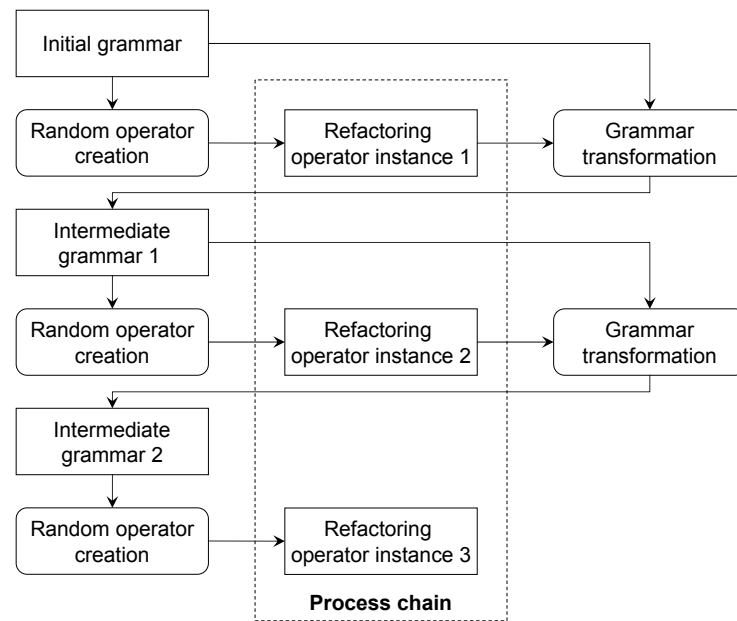 Initial grammar
Random operator
creation
Refactoring
operator instance 1
Grammar
transformation
Intermediate
grammar 1
Random operator
creation
Refactoring
operator instance 2
Grammar
transformation
Intermediate
grammar 2
Random operator
creation
Refactoring
operator instance 3
Process chain